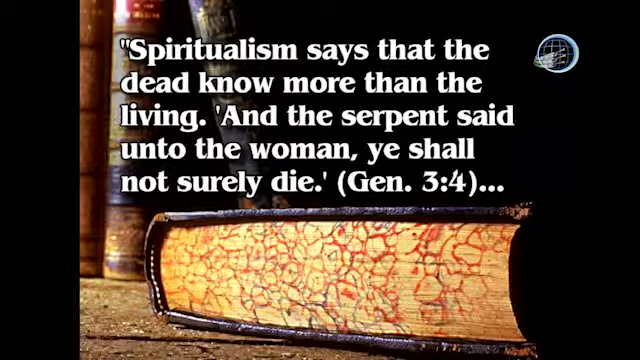 "Spiritualism says that the
dead know more than the
living. 'And the serpent said
unto the woman, ye shall
not surely die.' (Gen. 3:4)...